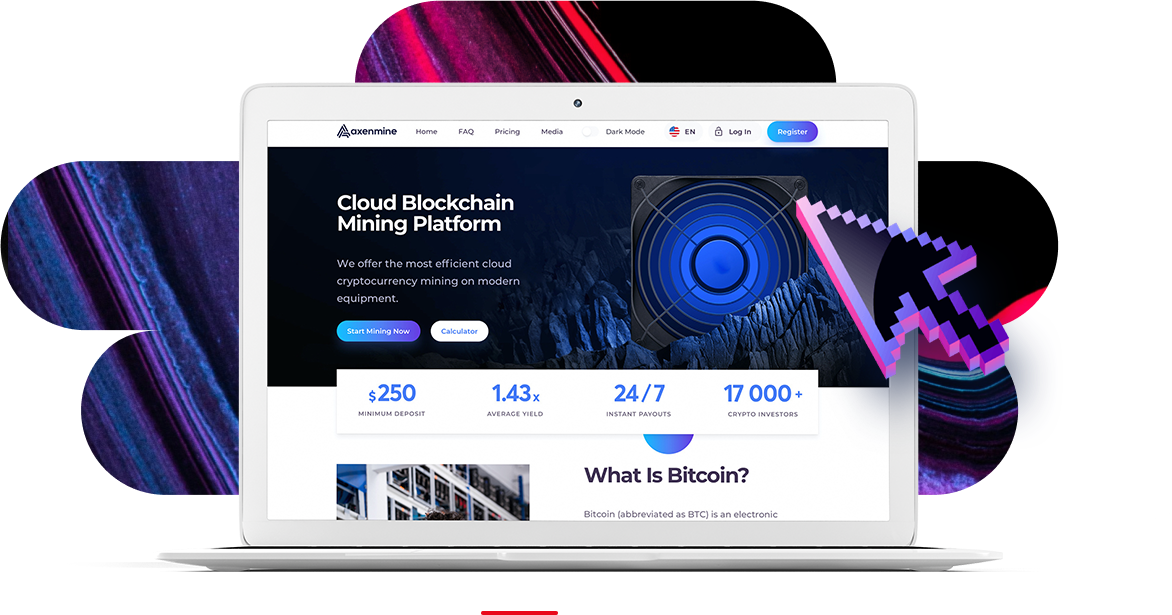 axenmine Home FAQ Pricing Media Dark Mode EN Log In Register
Cloud Blockchain
Mining Platform
We offer the most efficient cloud
cryptocurrency mining on modern
equipment.
Start Mining Now Calculator
$250 1.43x 24/7 17 000+
MINIMUM DEPOSIT AVERAGE YIELD INSTANT PAYOUTS CRYPTO INVESTORS
What Is Bitcoin?
Bitcoin (abbreviated as BTC) is an electronic